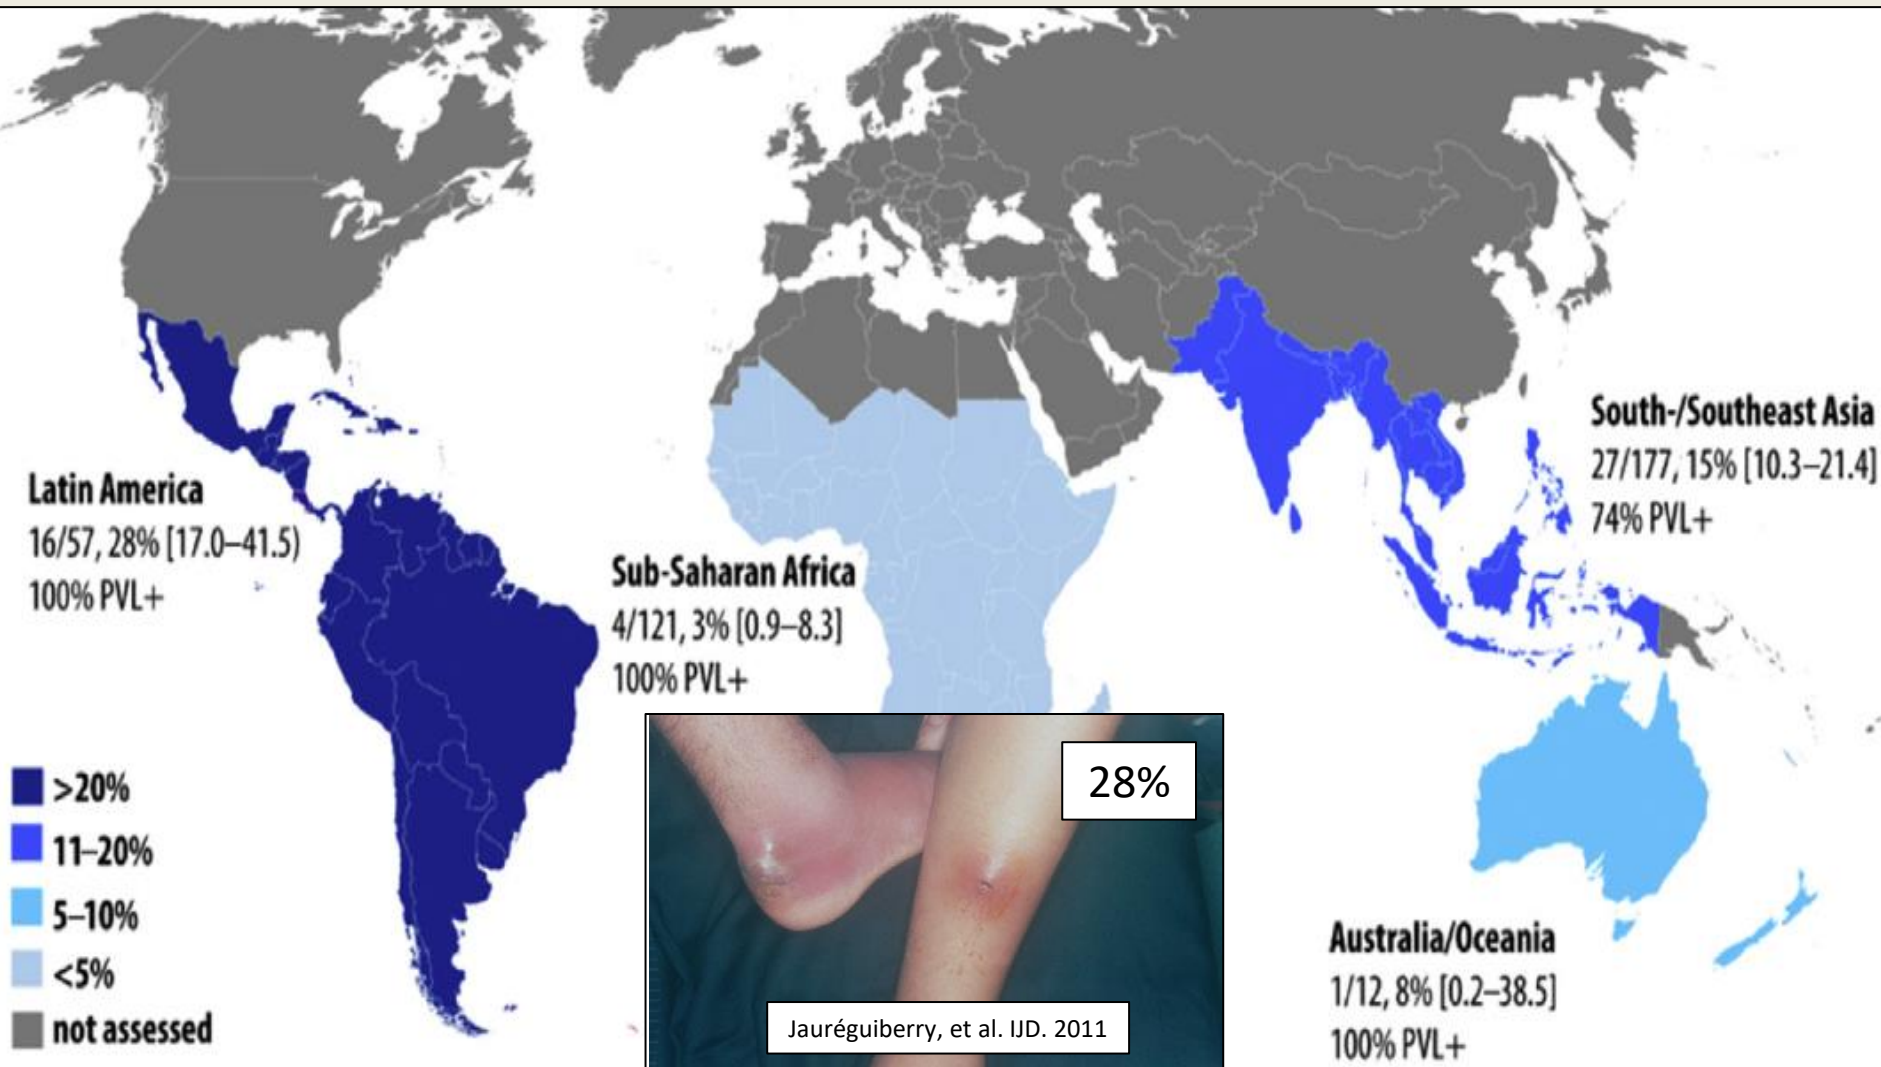 Latin America
16/57, 28% [17.0–41.5)
100% PVL+
Sub-Saharan Africa
4/121, 3% [0.9–8.3]
100% PVL+
South-/Southeast Asia
27/177, 15% [10.3–21.4]
74% PVL+
Australia/Oceania
1/12, 8% [0.2–38.5]
100% PVL+
>20%
11–20%
5–10%
<5%
not assessed
28%
Jauréguiberry, et al. IJD. 2011